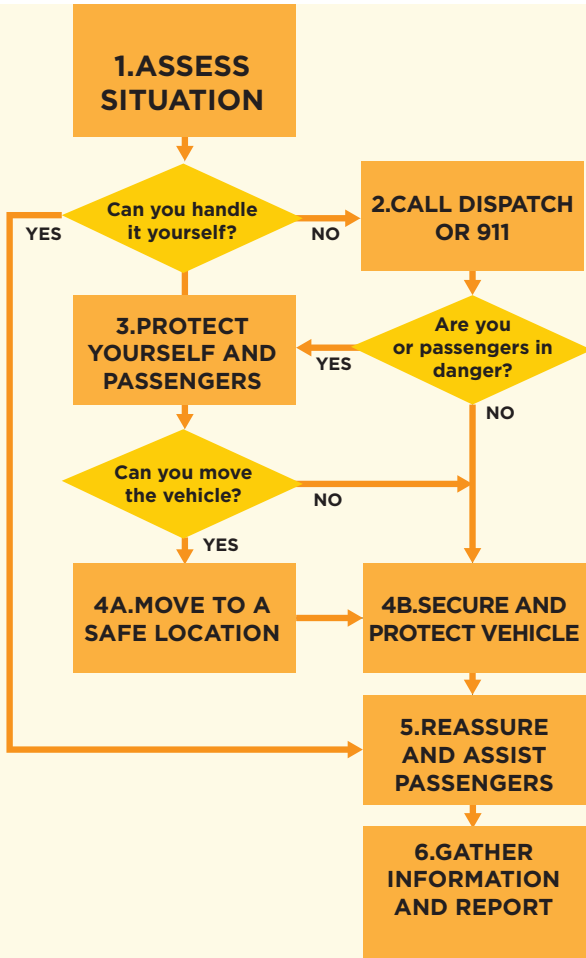 1.ASSESS
SITUATION
Can you handle
it yourself?
YES
NO
2.CALL DISPATCH
OR 911
3.PROTECT
YOURSELF AND
PASSENGERS
Are you
or passengers in
danger?
YES
NO
Can you move
the vehicle?
NO
YES
4A.MOVE TO A
SAFE LOCATION
4B.SECURE AND
PROTECT VEHICLE
5.REASSURE
AND ASSIST
PASSENGERS
6.GATHER
INFORMATION
AND REPORT